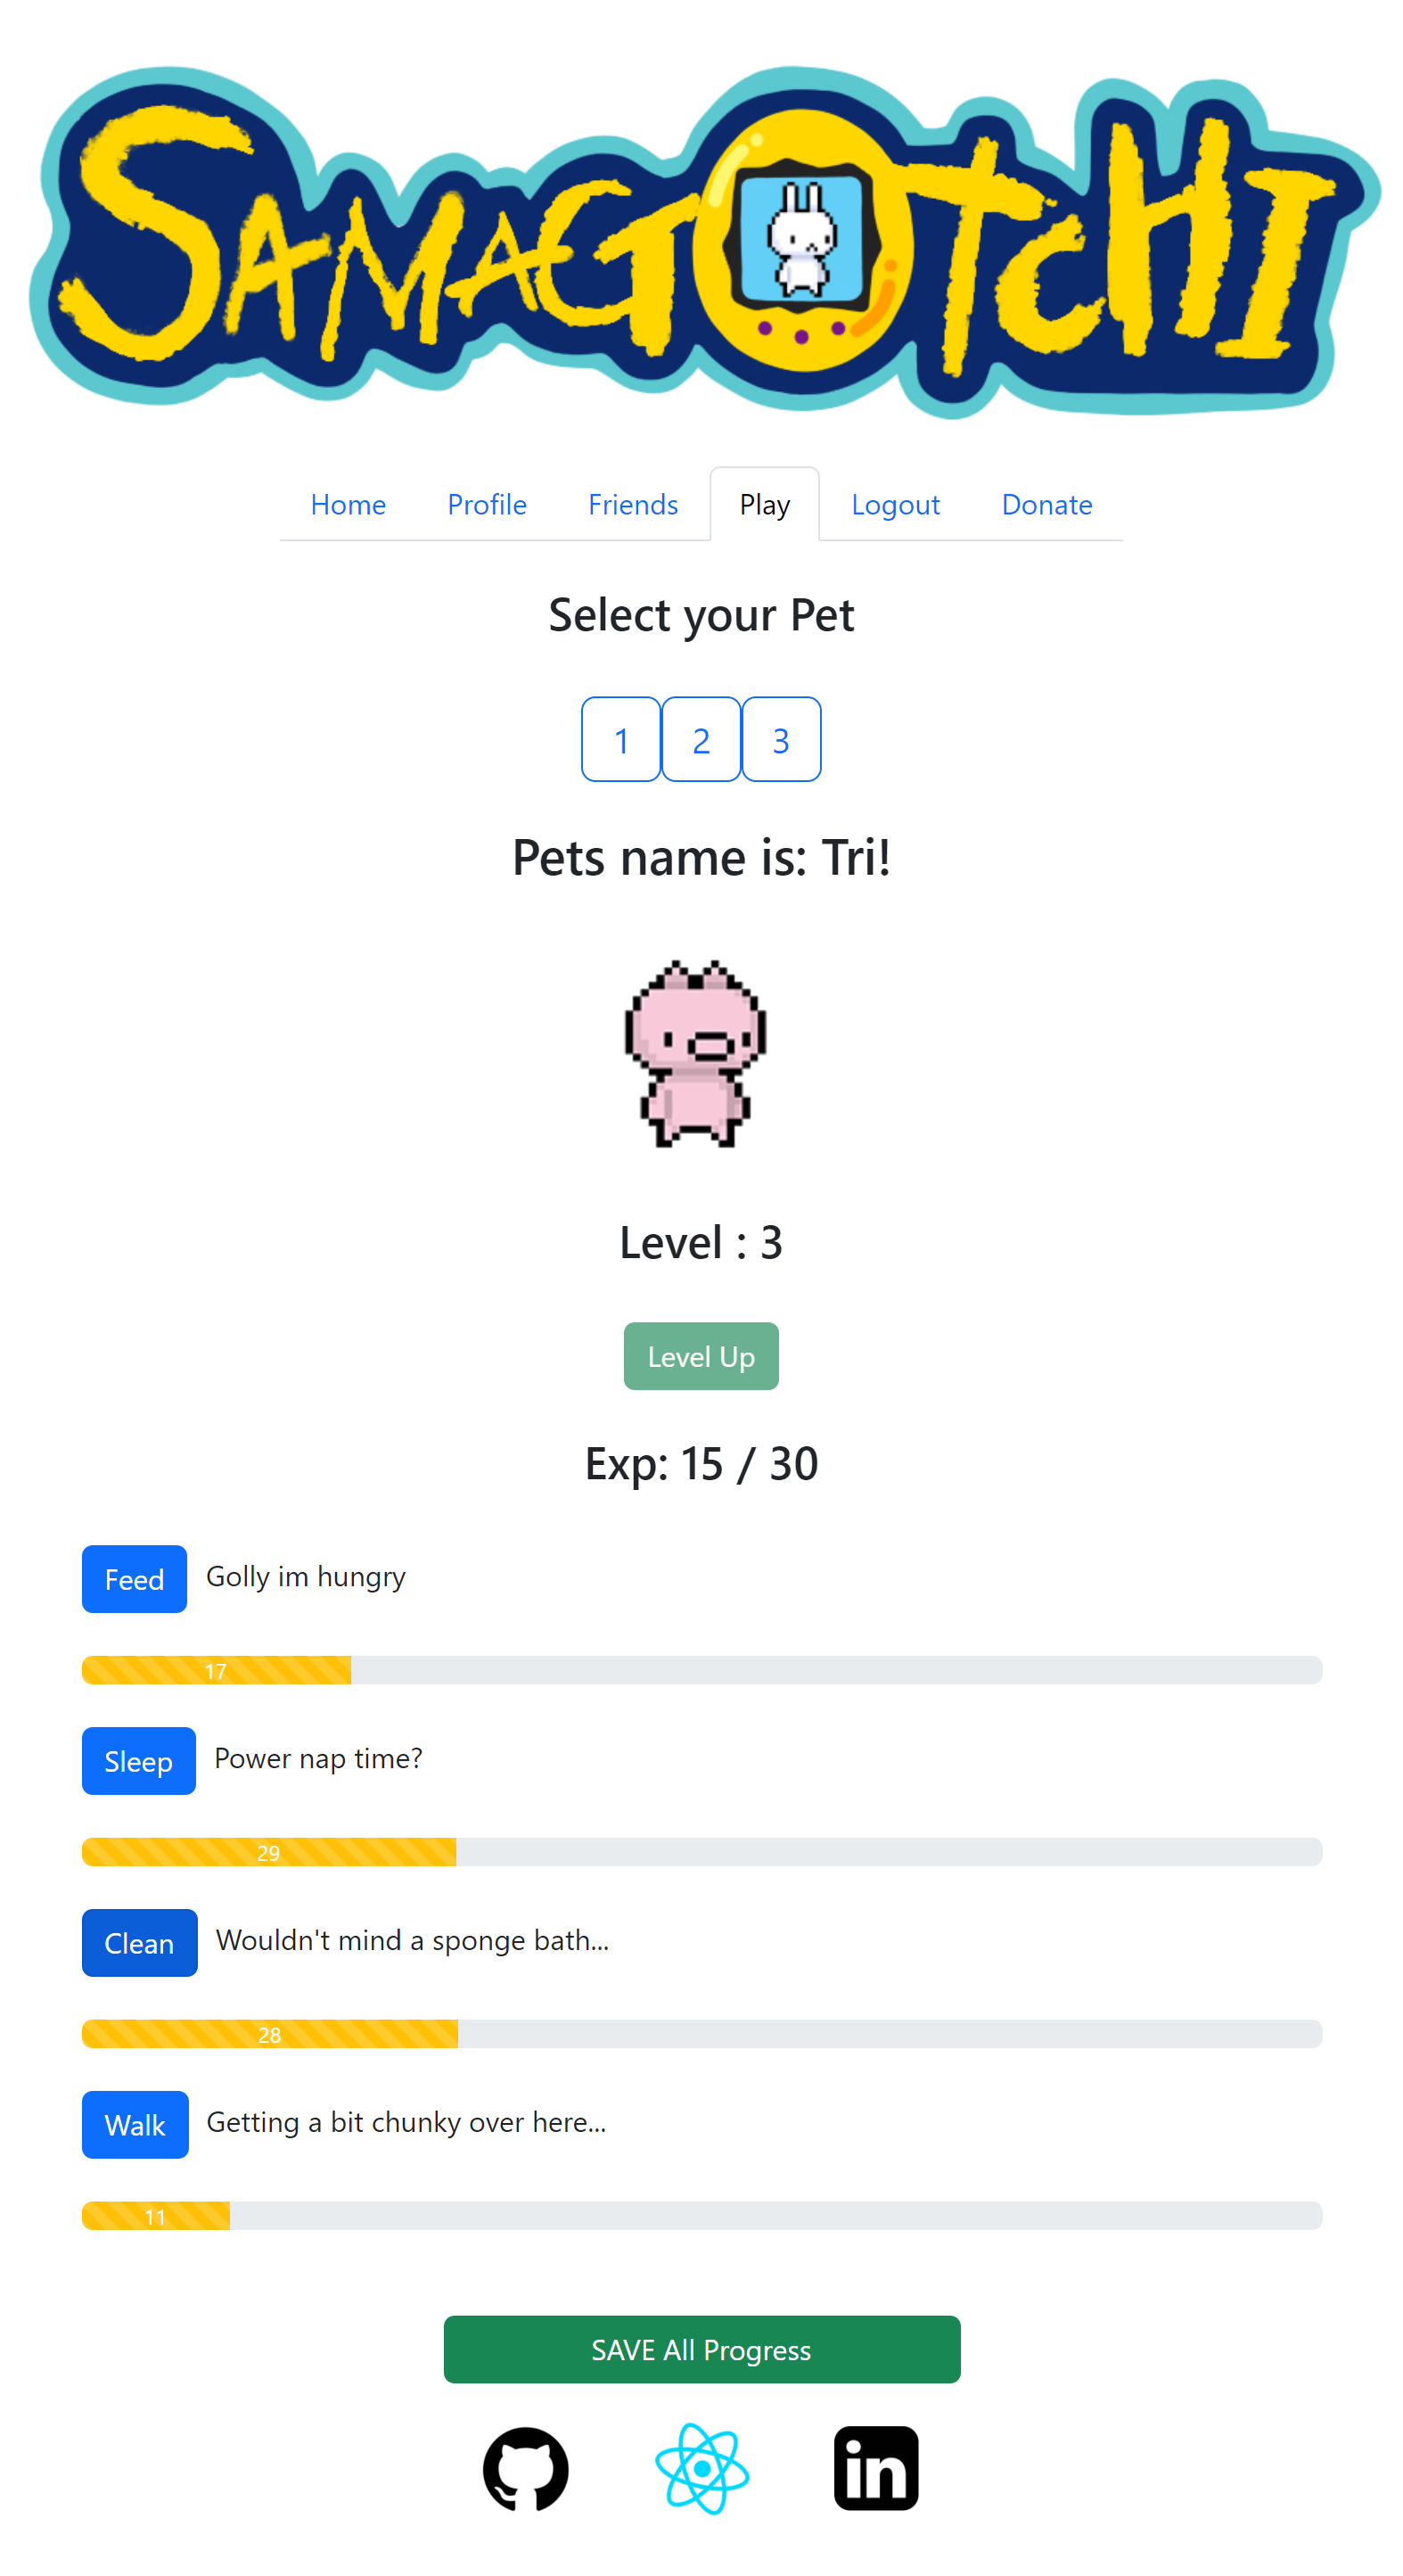 SAMAGOTCHI
Home Profile Friends Play Logout Donate
Select your Pet
1 2 3
Pets name is: Tri!
Level : 3
Level Up
Exp: 15 / 30
Feed Golly im hungry
17
Sleep Power nap time?
29
Clean Wouldn't mind a sponge bath...
28
Walk Getting a bit chunky over here...
11
SAVE All Progress
in